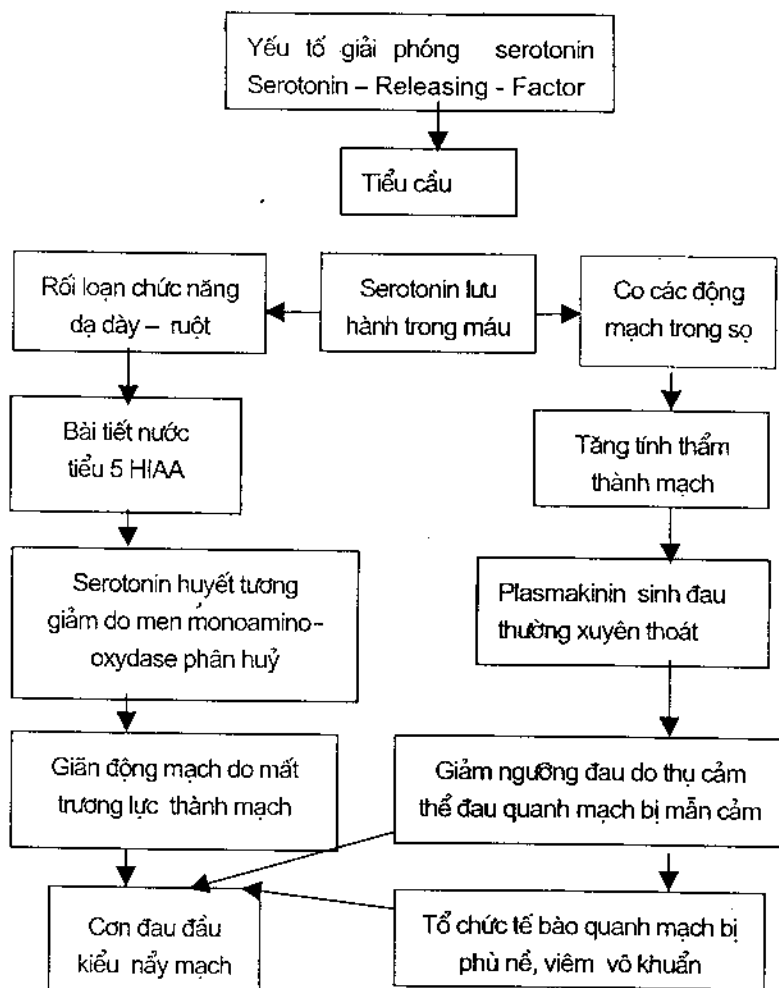 Yếu tố giải phóng serotonin
Serotonin – Releasing - Factor
Tiểu cầu
Rối loạn chức năng
dạ dày – ruột
Serotonin lưu
hành trong máu
Co các động
mạch trong sọ
Bài tiết nước
tiểu 5 HIAA
Tăng tính thẩm
thành mạch
Serotonin huyết tương
giảm do men monoamino-
oxydase phân huỷ
Plasmakinin sinh đau
thường xuyên thoát
Giãn động mạch do mất
trương lực thành mạch
Giảm ngưỡng đau do thụ cảm
thể đau quanh mạch bị mẫn cảm
Cơn đau đầu
kiểu nẩy mạch
Tổ chức tế bào quanh mạch bị
phù nề, viêm vô khuẩn